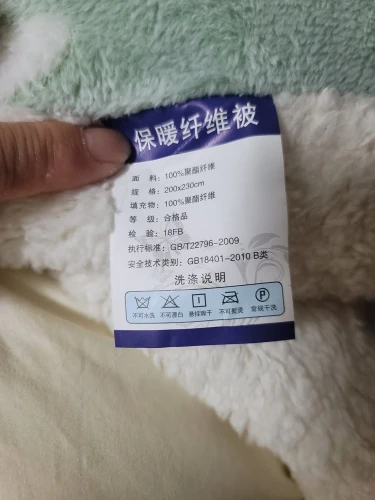 保暖纤维被
面 料：100%聚酯纤维
规 格：200x230cm
填充物：100%聚酯纤维
等 级：合格品
检 验：18FB
执行标准：GB/T22796-2009
安全技术类别：GB18401-2010 B类
洗涤说明
P
不可水洗 不可漂白 悬挂晾干 不可熨烫 常规干洗